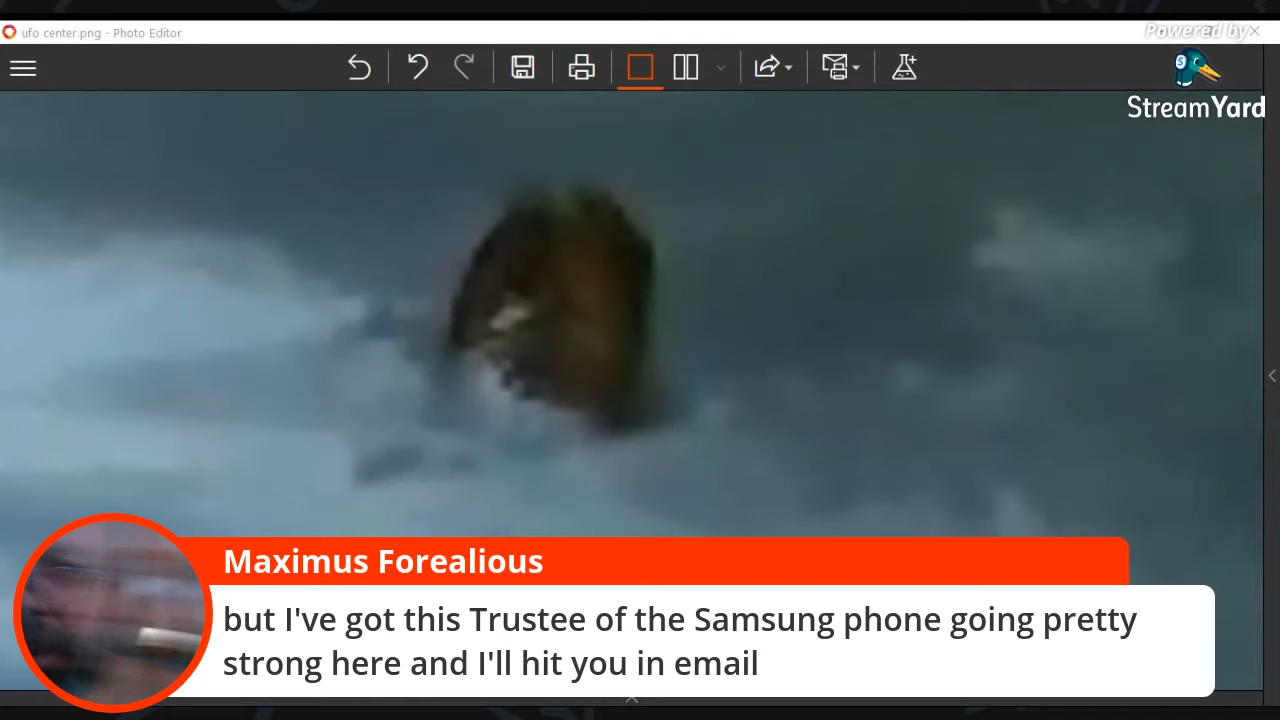 ufo center.png - Photo Editor
Powered by
StreamYard
Maximus Forealious
but I've got this Trustee of the Samsung phone going pretty
strong here and I'll hit you in email